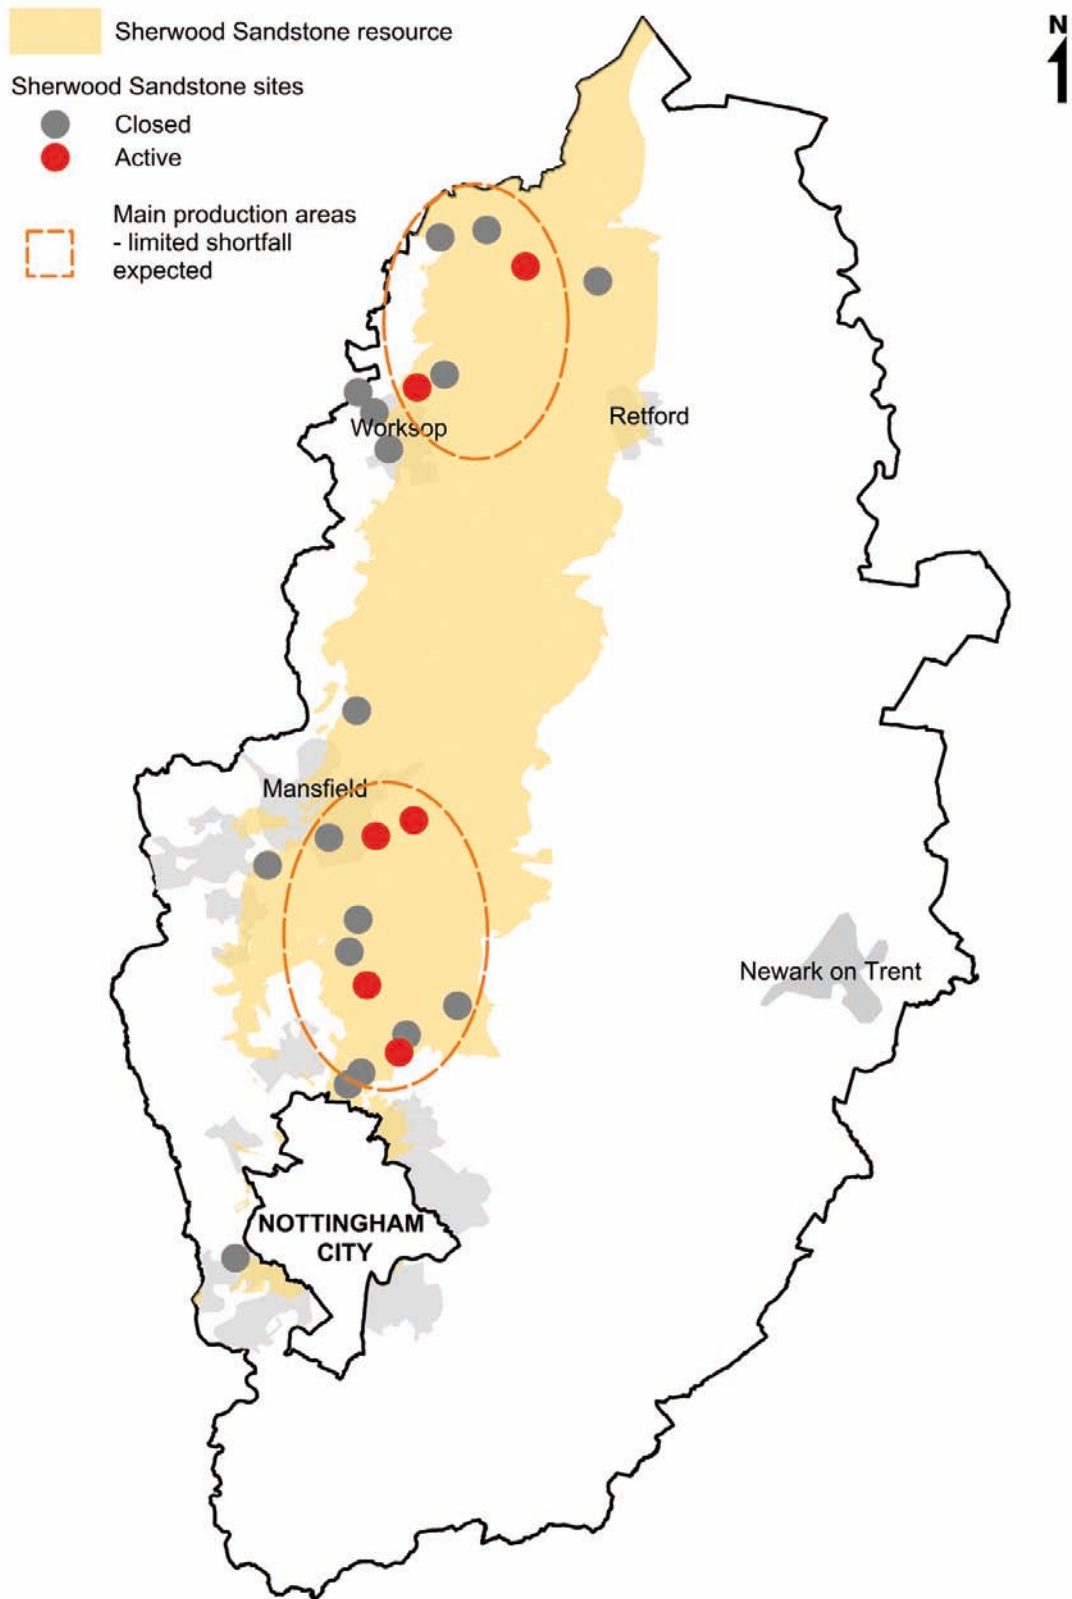 Sherwood Sandstone resource
N
Sherwood Sandstone sites
Closed
Active
Main production areas
- limited shortfall
expected
Retford
Worksop
Mansfield
Newark on Trent
NOTTINGHAM
CITY